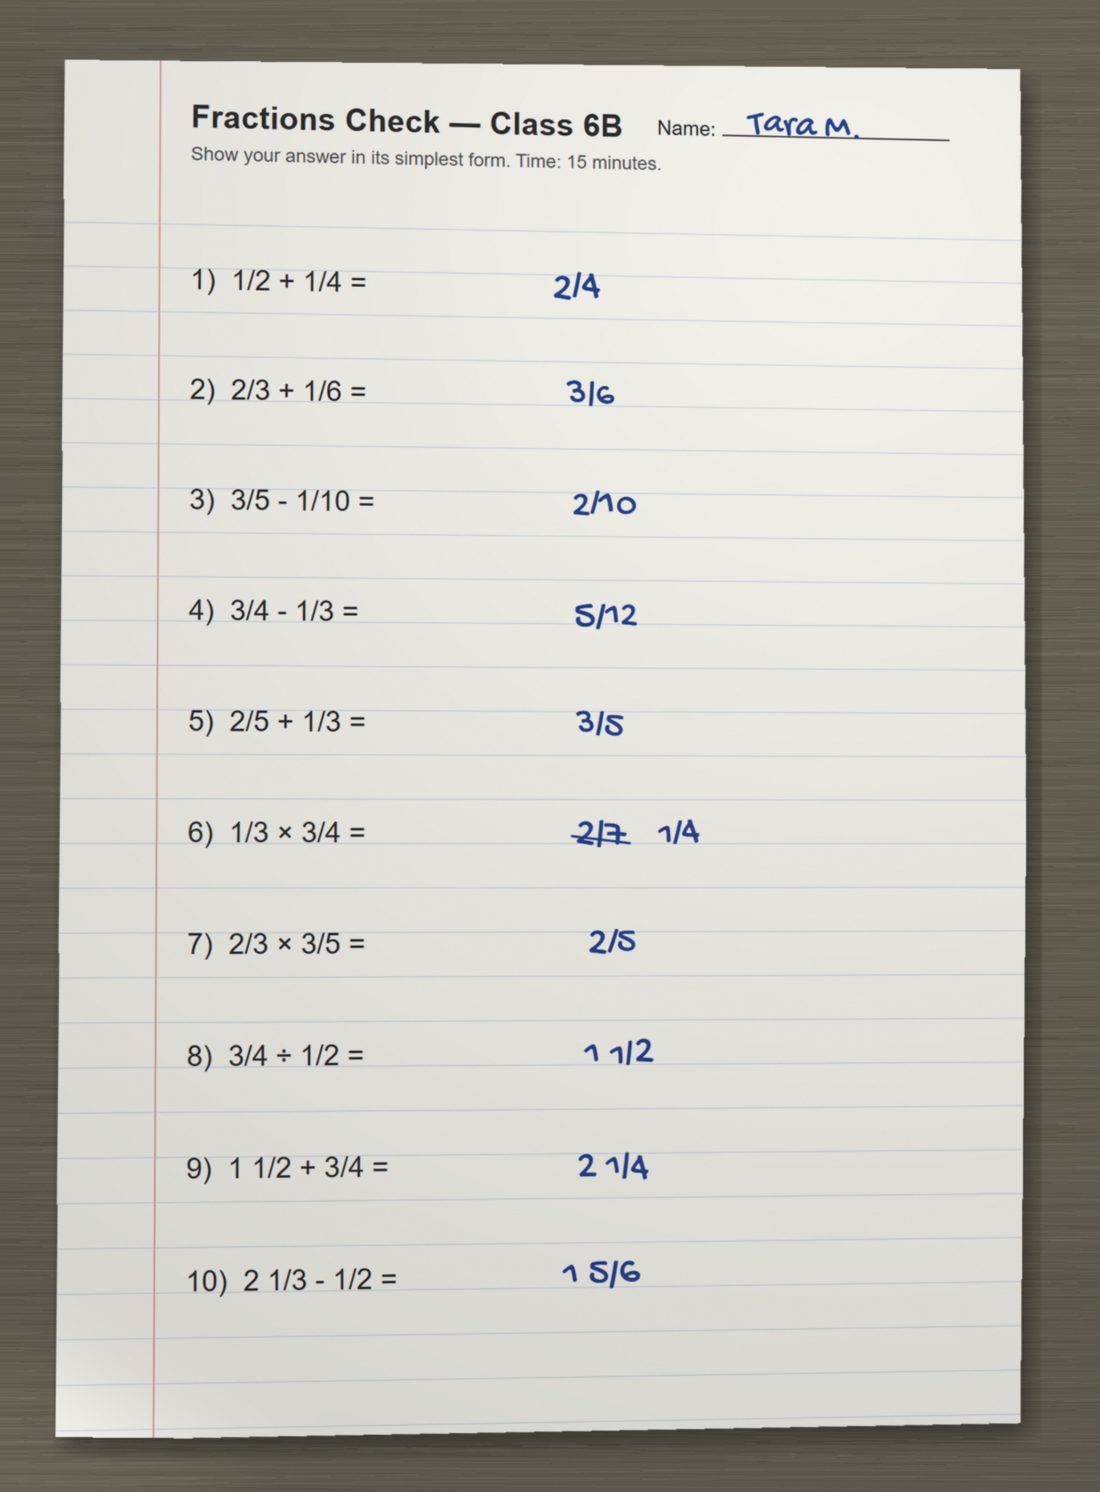 Fractions Check — Class 6B Name: Tara M.
Show your answer in its simplest form. Time: 15 minutes.
1) 1/2 + 1/4 = 2/4
2) 2/3 + 1/6 = 3/6
3) 3/5 - 1/10 = 2/10
4) 3/4 - 1/3 = 5/12
5) 2/5 + 1/3 = 3/5
6) 1/3 × 3/4 = 2/7 1/4
7) 2/3 × 3/5 = 2/5
8) 3/4 ÷ 1/2 = 1 1/2
9) 1 1/2 + 3/4 = 2 1/4
10) 2 1/3 - 1/2 = 1 5/6